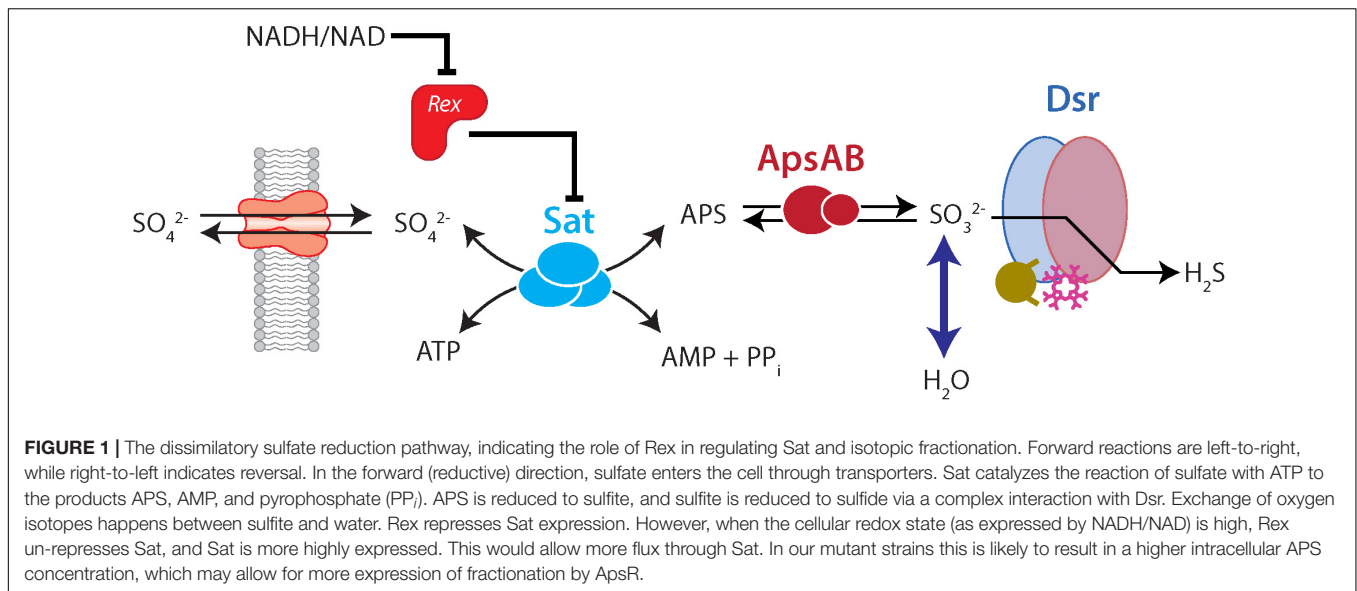 NADH/NAD
Rex
Dsr
ApsAB
Sat
SO₄²⁻
SO₄²⁻
APS
SO₃²⁻
H₂S
ATP
AMP + PPᵢ
H₂O
FIGURE 1 | The dissimilatory sulfate reduction pathway, indicating the role of Rex in regulating Sat and isotopic fractionation. Forward reactions are left-to-right,
while right-to-left indicates reversal. In the forward (reductive) direction, sulfate enters the cell through transporters. Sat catalyzes the reaction of sulfate with ATP to
the products APS, AMP, and pyrophosphate (PPᵢ). APS is reduced to sulfite, and sulfite is reduced to sulfide via a complex interaction with Dsr. Exchange of oxygen
isotopes happens between sulfite and water. Rex represses Sat expression. However, when the cellular redox state (as expressed by NADH/NAD) is high, Rex
un-represses Sat, and Sat is more highly expressed. This would allow more flux through Sat. In our mutant strains this is likely to result in a higher intracellular APS
concentration, which may allow for more expression of fractionation by ApsR.